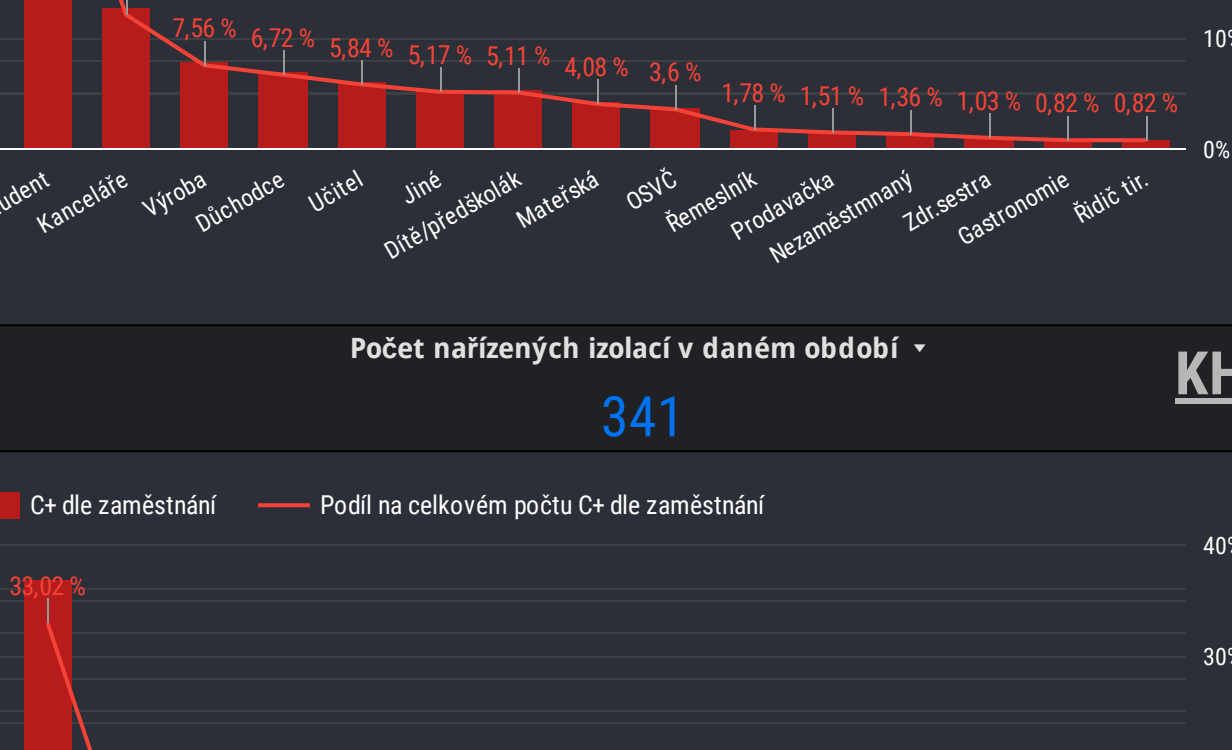 7,56 % 6,72 % 5,84 % 5,17 % 5,11 % 4,08 % 3,6 % 1,78 % 1,51 % 1,36 % 1,03 % 0,82 % 0,82 %
10%
0%
Kanceláře Výroba Důchodce Učitel Jiné Dítě/předškolák Mateřská OSVČ Řemeslník Prodavačka Nezaměstmnaný Zdr.sestra Gastronomie Řidič tir.
Počet nařízených izolací v daném období
KH
341
C+ dle zaměstnání Podíl na celkovém počtu C+ dle zaměstnání
40%
33,02 %
30%